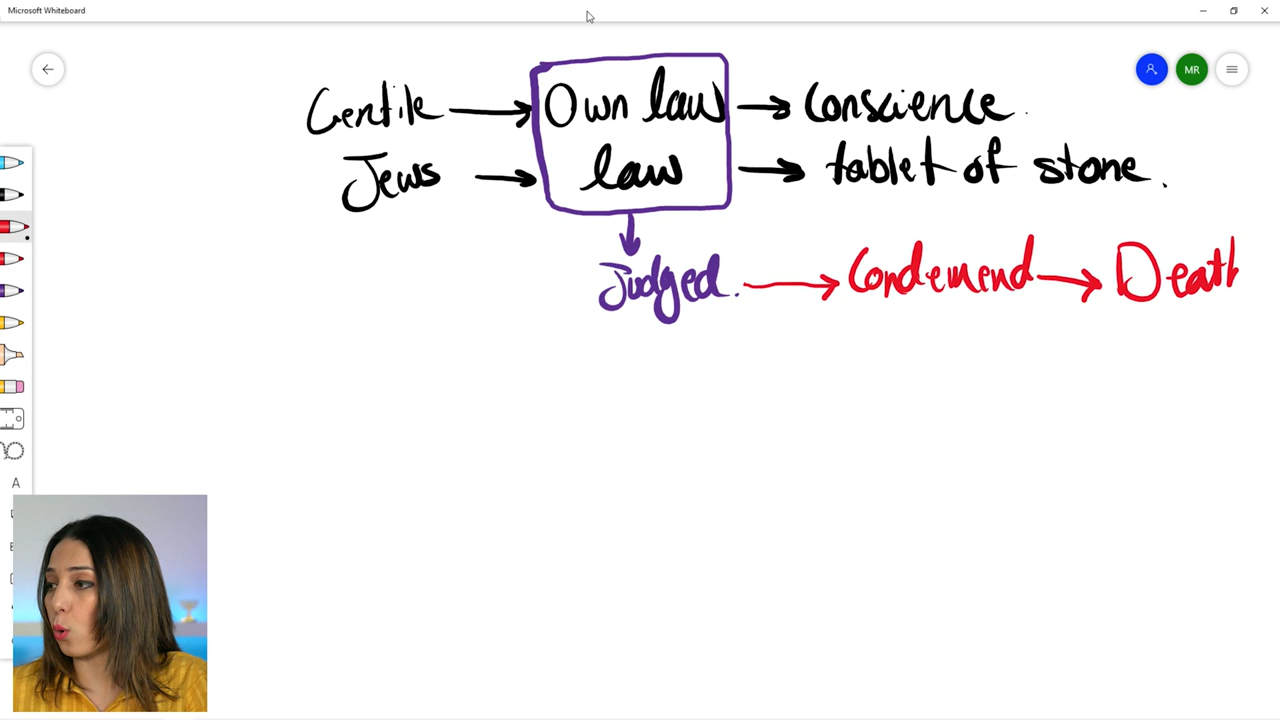 Microsoft Whiteboard
MR
Gentile → Own law → Conscience.
Jews → law → tablet of stone.
Judged. → Condemend → Death
A